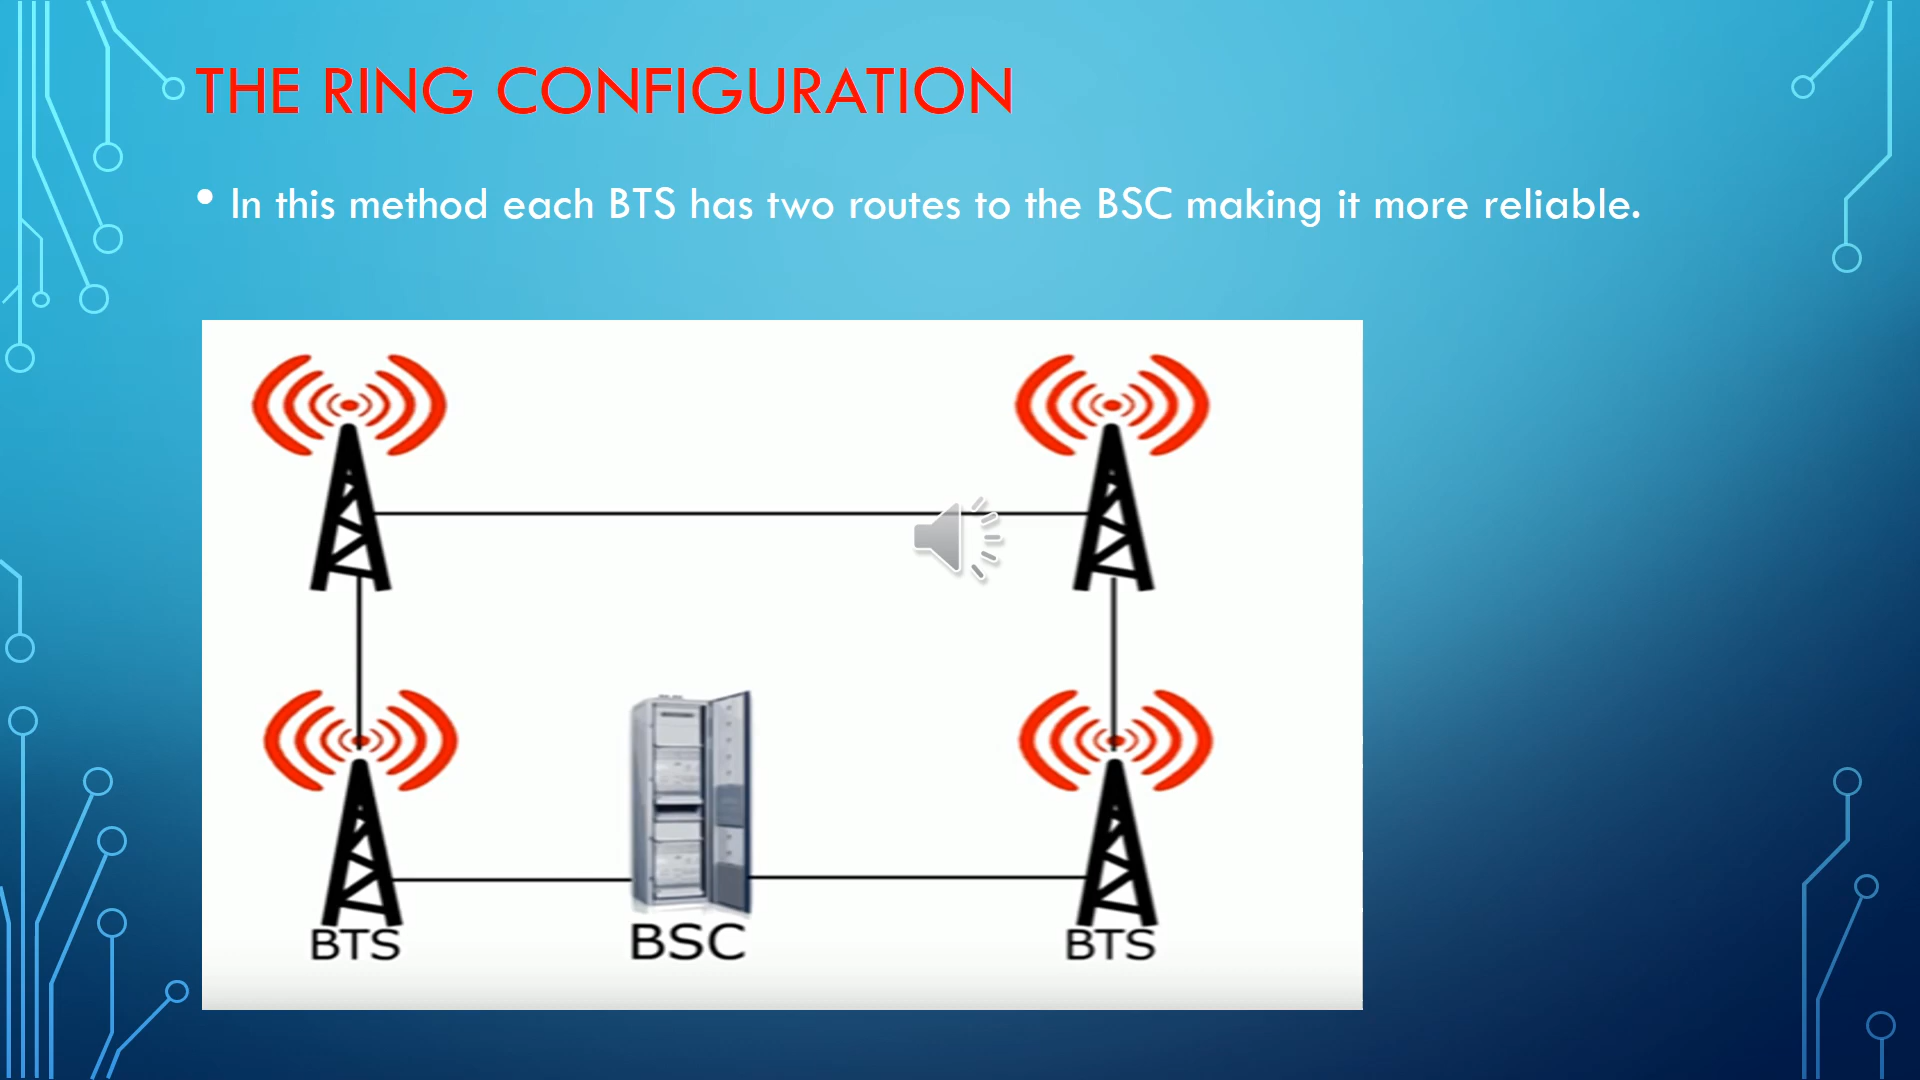 THE RING CONFIGURATION
• In this method each BTS has two routes to the BSC making it more reliable.
BTS
BSC
BTS